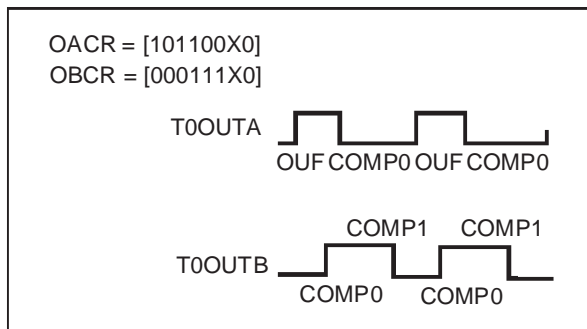 OACR = [101100X0]
OBCR = [000111X0]
T0OUTA
OUF COMP0 OUF COMP0
COMP1 COMP1
T0OUTB
COMP0 COMP0